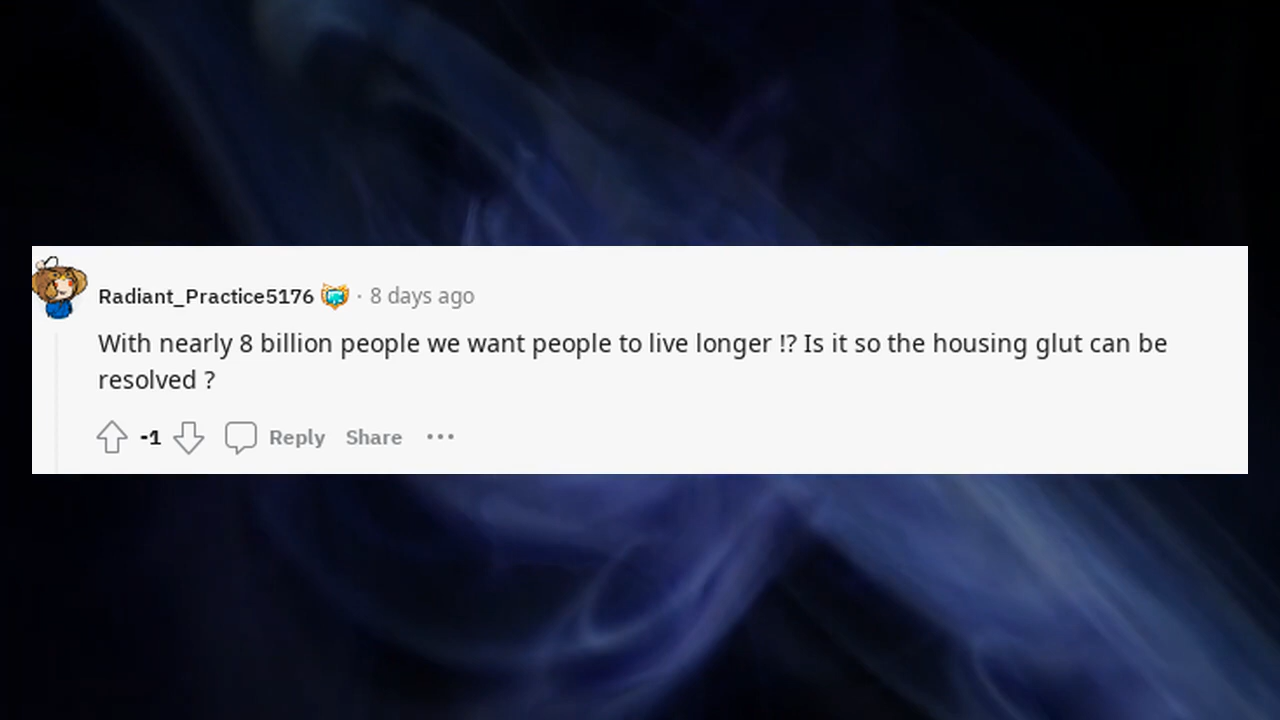 Radiant_Practice5176 · 8 days ago
With nearly 8 billion people we want people to live longer !? Is it so the housing glut can be
resolved ?
-1 Reply Share •••